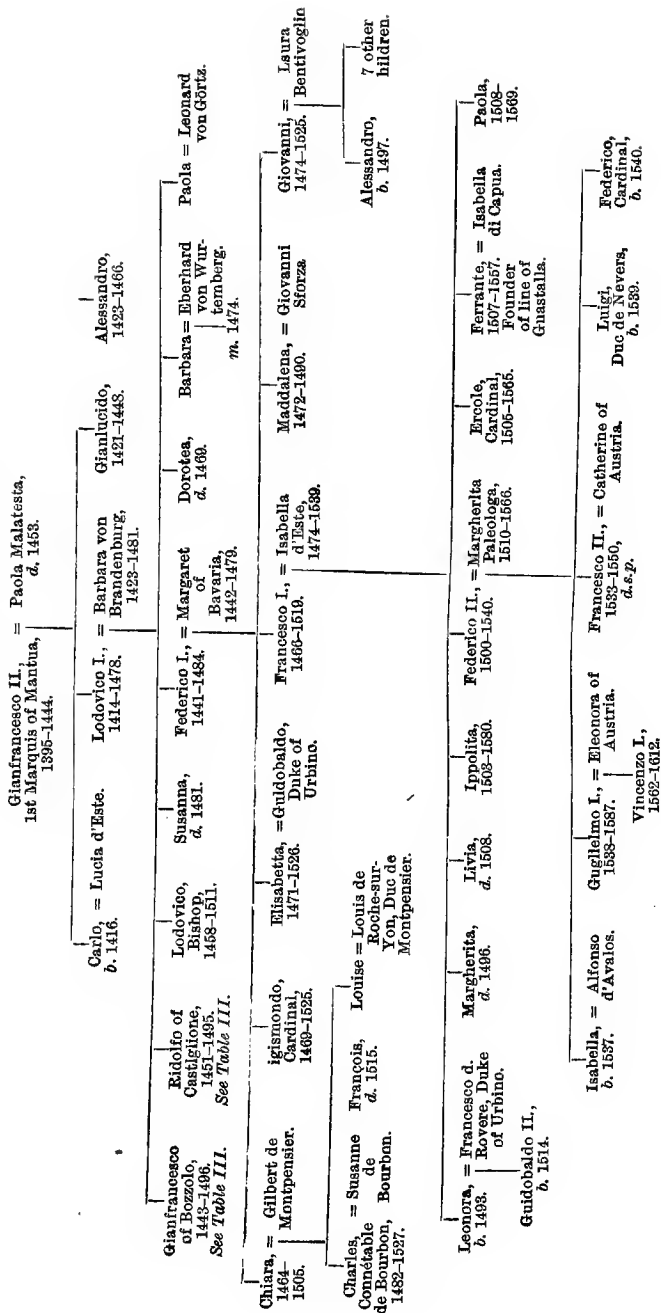 Gianfrancesco II., = Paola Malatesta,
1st Marquis of Mantua, d, 1453.
1395–1444.
Carlo, = Lucia d'Este.
b. 1416.
Lodovico I., = Barbara von
1414–1478. Brandenburg,
1423–1481.
Gianlucido,
1421–1448.
Alessandro,
1423–1466.
Gianfrancesco
of Bozzolo,
1443–1496.
See Table III.
Ridolfo of
Castiglione,
1451–1495.
See Table III.
Lodovico,
Bishop,
1458–1511.
Susanna,
d, 1481.
Federico I., = Margaret
1441–1484. of
Bavaria,
1442–1479.
Dorotea,
d. 1469.
Barbara = Eberhard
von Wur-
temberg.
m. 1474.
Paola = Leonard
von Görtz.
Chiara, = Gilbert de
1464– Montpensier.
1505.
igismondo,
Cardinal,
1469–1525.
Elisabetta, = Guidobaldo,
1471–1526. Duke of
Urbino.
Francesco I., = Isabella
1466–1519. d'Este,
1474–1539.
Maddalena, = Giovanni
1472–1490. Sforza
Giovanni, = Laura
1474–1525. Bentivoglio
Charles, = Susanne
Connétable de
de Bourbon, Bourbon.
1482–1527.
François,
d. 1515.
Louise = Louis de
Roche-sur-
Yon, Duc de
Montpensier.
Alessandro,
b. 1497.
7 other
hildren.
Leonora, = Francesco d.
b. 1493. Rovere, Duke
of Urbino.
Guidobaldo II.,
b. 1514.
Margherita,
d. 1496.
Livia,
d. 1508.
Ippolita,
1503–1580.
Federico II., = Margherita
1500–1540. Paleologa,
1510–1566.
Ercole,
Cardinal,
1505–1565.
Ferrante, = Isabella
1507–1557. di Capua.
Founder
of line of
Guastalla.
Paola,
1508–
1569.
Isabella, = Alfonso
b. 1537. d'Avalos.
Guglielmo I., = Eleonora of
1538–1587. Austria.
Vincenzo I.,
1562–1612.
Francesco II., = Catherine of
1533–1550, Austria.
d.s.p.
Luigi,
Duc de Nevers,
b. 1539.
Federico,
Cardinal,
b. 1540.